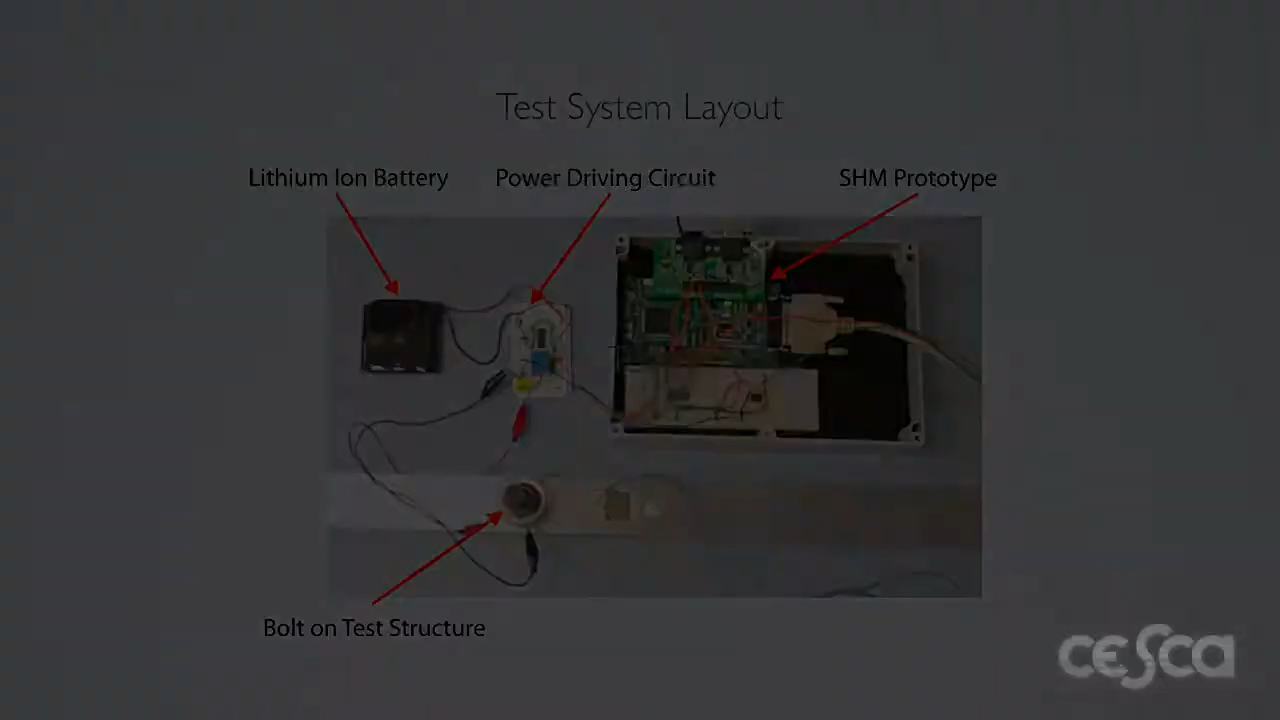 Test System Layout
Lithium Ion Battery
Power Driving Circuit
SHM Prototype
Bolt on Test Structure
cesca